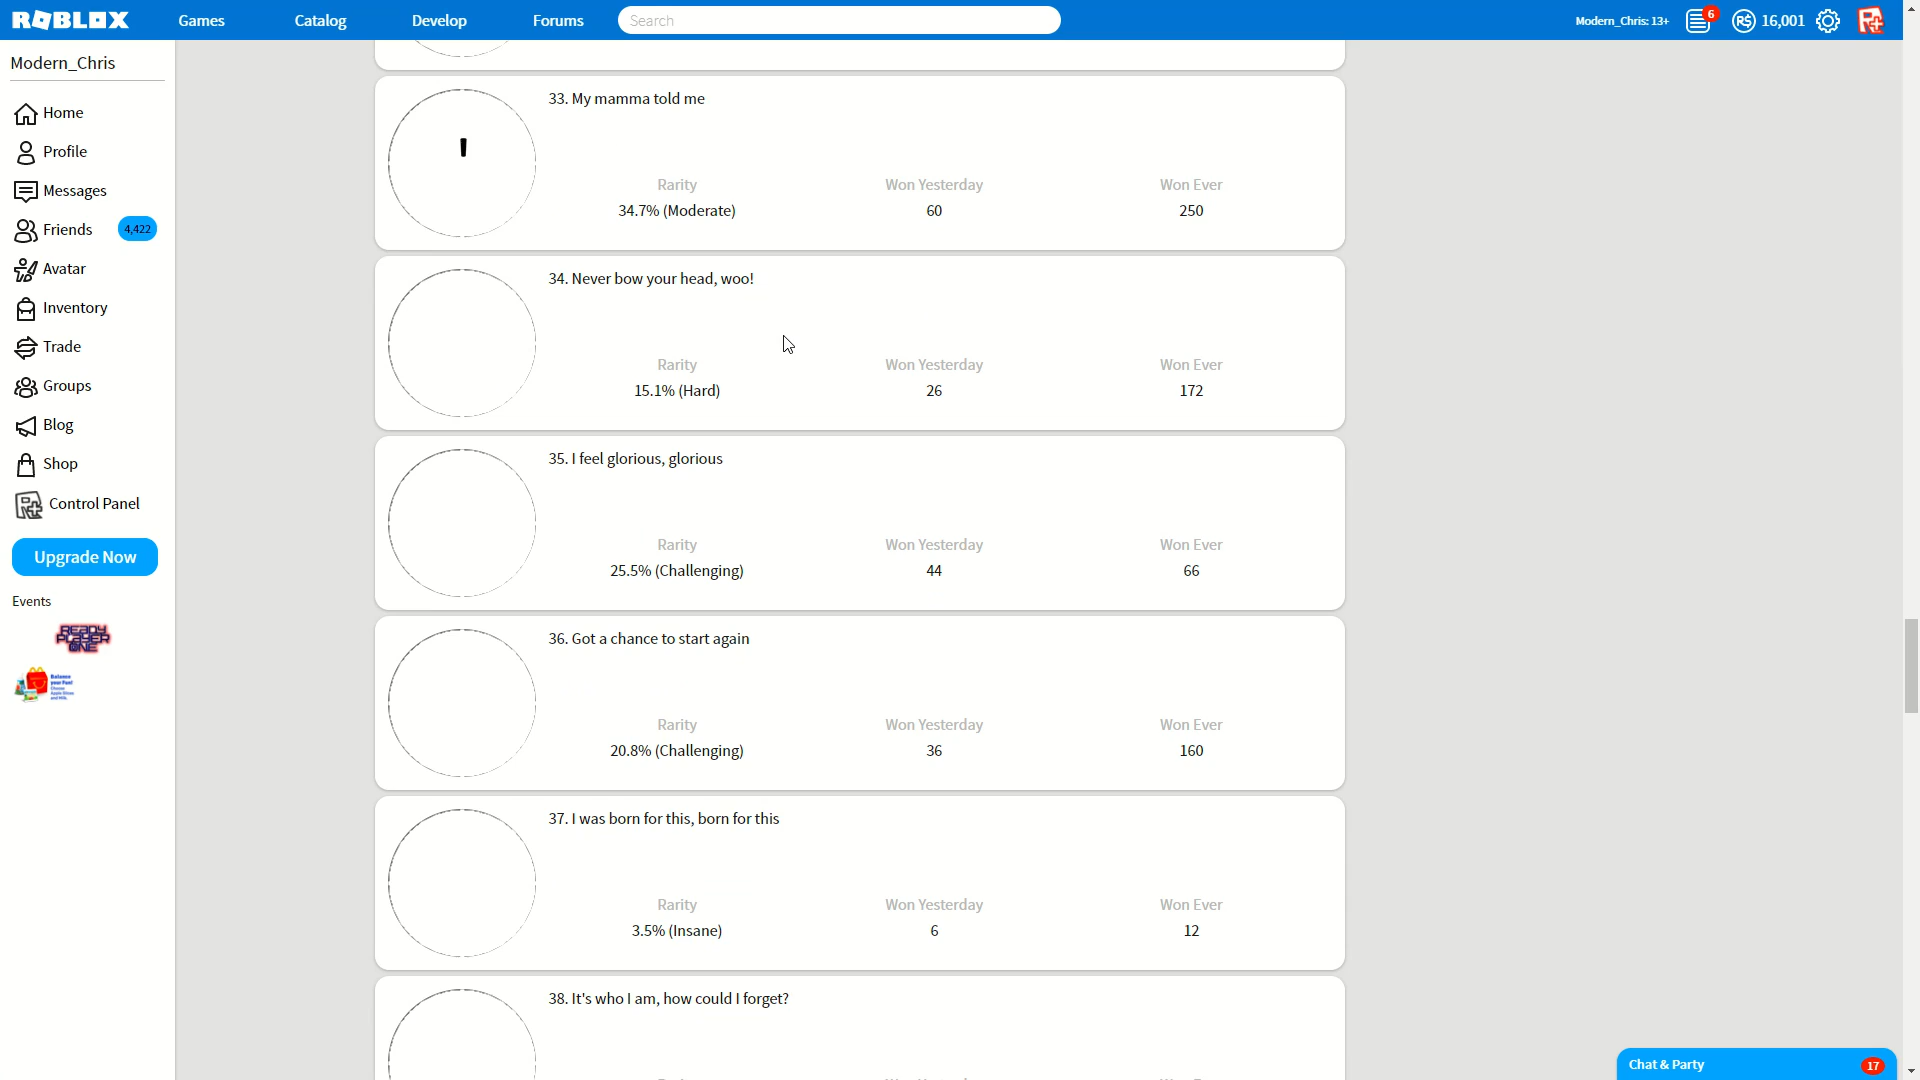 ROBLOX
Games
Catalog
Develop
Forums
Search
Modern_Chris: 13+
6
R$
16,001
R+
Modern_Chris
Home
Profile
Messages
Friends
4,422
Avatar
Inventory
Trade
Groups
Blog
Shop
R+
Control Panel
Upgrade Now
Events
READY
PLAYER
ONE
Balance
your Fun!
33. My mamma told me
'
Rarity
Won Yesterday
Won Ever
34.7% (Moderate)
60
250
34. Never bow your head, woo!
Rarity
Won Yesterday
Won Ever
15.1% (Hard)
26
172
35. I feel glorious, glorious
Rarity
Won Yesterday
Won Ever
25.5% (Challenging)
44
66
36. Got a chance to start again
Rarity
Won Yesterday
Won Ever
20.8% (Challenging)
36
160
37. I was born for this, born for this
Rarity
Won Yesterday
Won Ever
3.5% (Insane)
6
12
38. It's who I am, how could I forget?
Chat & Party
17